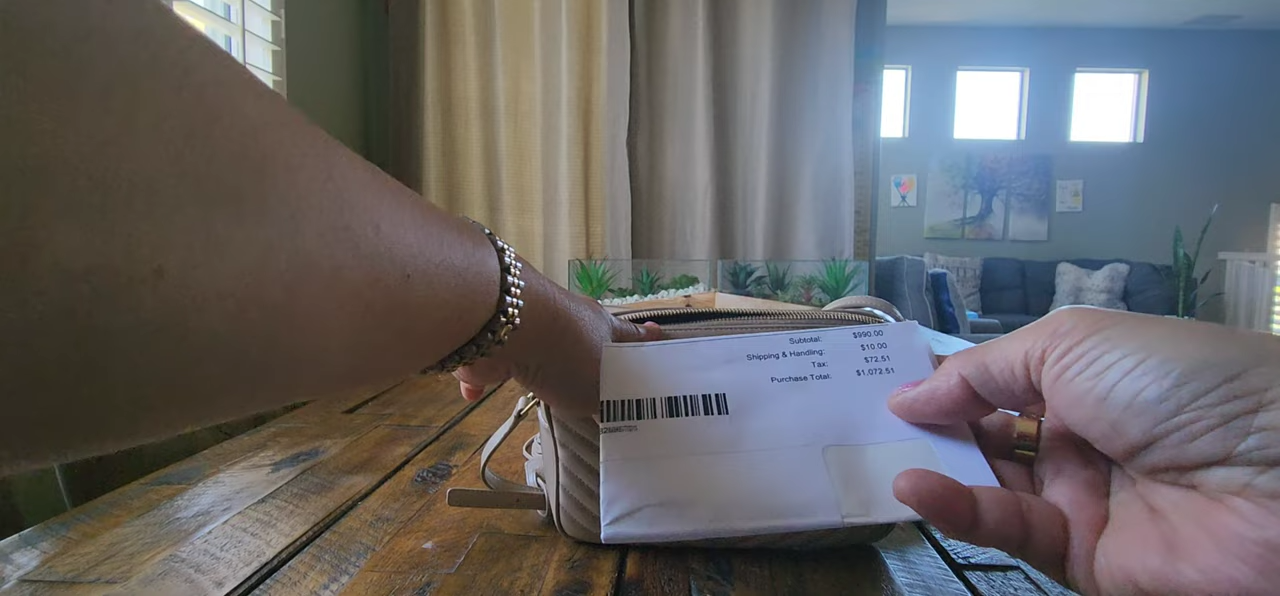 Subtotal: $990.00
Shipping & Handling: $10.00
Tax: $72.51
Purchase Total: $1,072.51